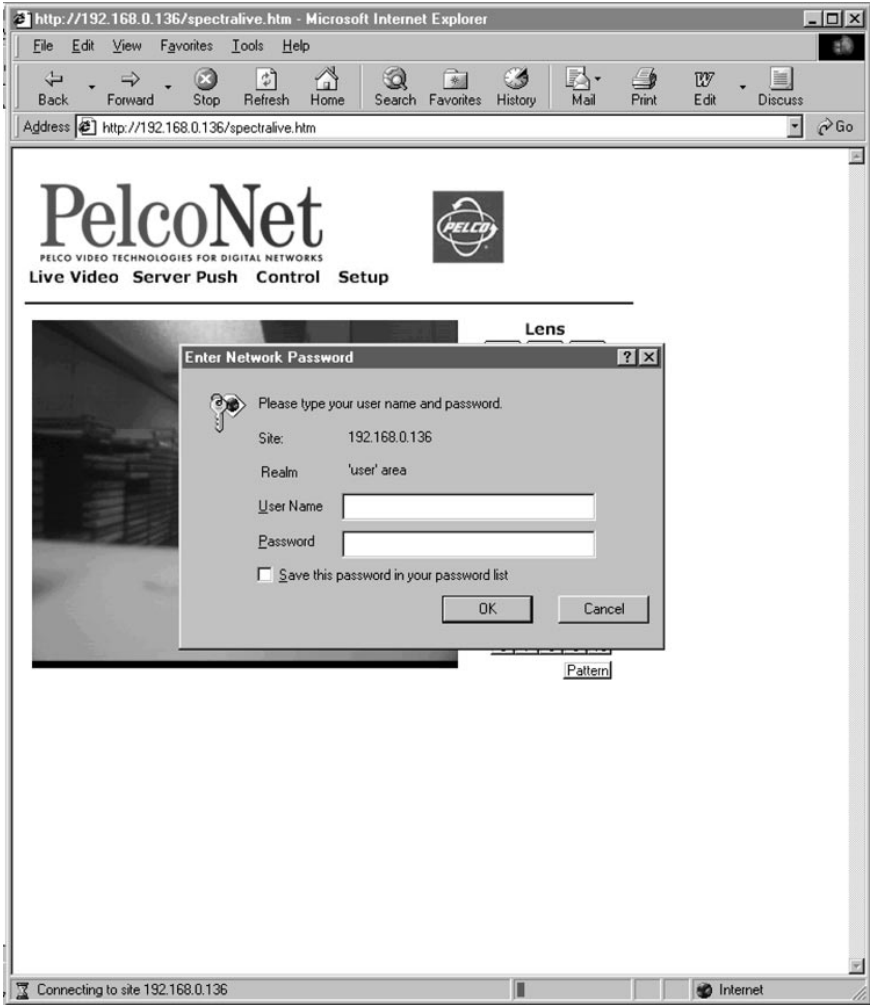 http://192.168.0.136/spectralive.htm - Microsoft Internet Explorer
File Edit View Favorites Tools Help
Back Forward Stop Refresh Home Search Favorites History Mail Print Edit Discuss
Address http://192.168.0.136/spectralive.htm Go
PelcoNet
PELCO
PELCO VIDEO TECHNOLOGIES FOR DIGITAL NETWORKS
Live Video Server Push Control Setup
Lens
Enter Network Password
Please type your user name and password.
Site: 192.168.0.136
Realm 'user' area
User Name
Password
Save this password in your password list
OK Cancel
Pattern
Connecting to site 192.168.0.136 Internet